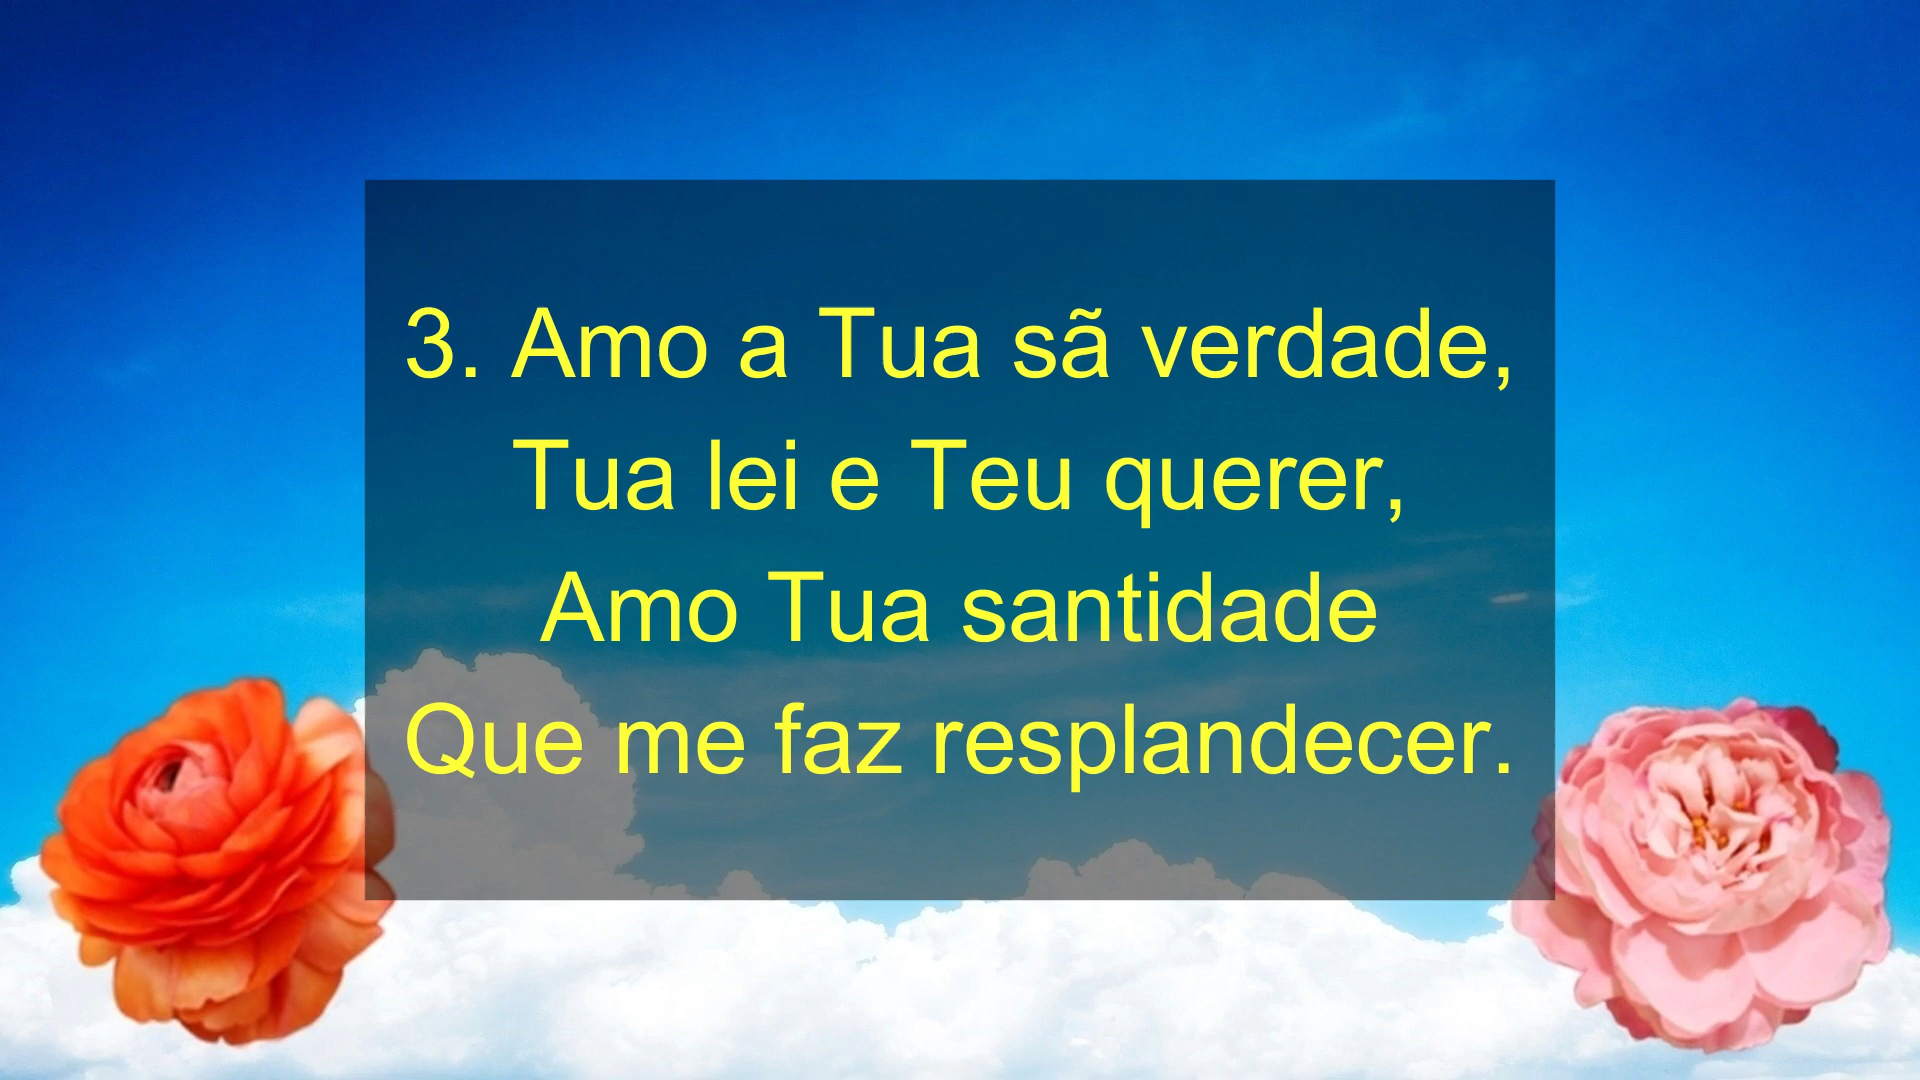 3. Amo a Tua sã verdade,
Tua lei e Teu querer,
Amo Tua santidade
Que me faz resplandecer.